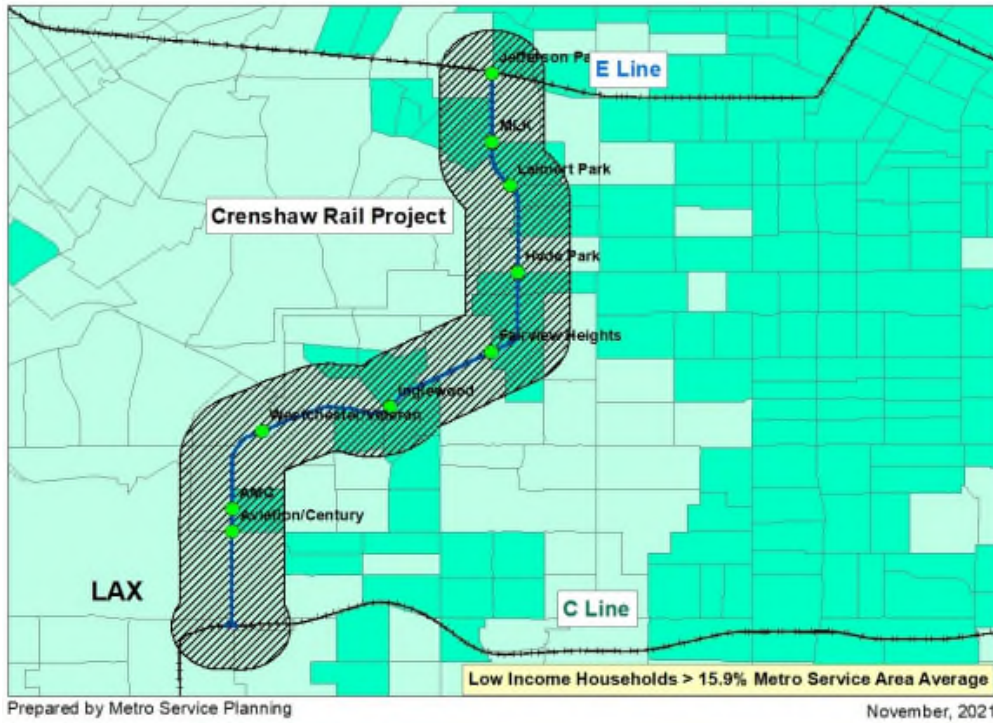 Jefferson Pa
E Line
MLK
Leimert Park
Crenshaw Rail Project
Hyde Park
Fairview Heights
Inglewood
Westchester/Veteran
AMC
Aviation/Century
LAX
C Line
Low Income Households > 15.9% Metro Service Area Average
Prepared by Metro Service Planning
November, 2021